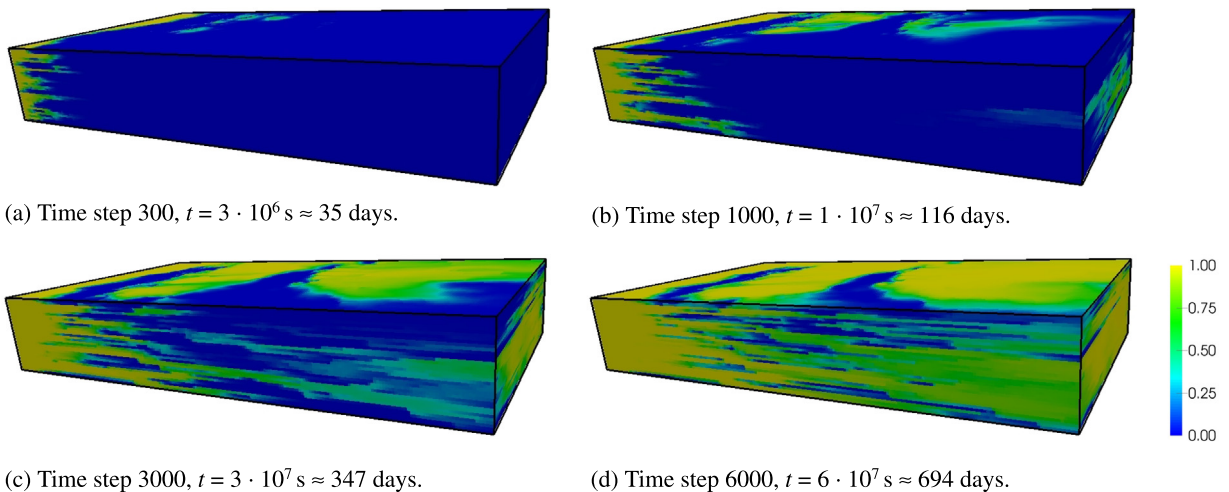 (a) Time step 300, t = 3 · 10⁶ s ≈ 35 days.
(b) Time step 1000, t = 1 · 10⁷ s ≈ 116 days.
1.00
0.75
0.50
0.25
0.00
(c) Time step 3000, t = 3 · 10⁷ s ≈ 347 days.
(d) Time step 6000, t = 6 · 10⁷ s ≈ 694 days.